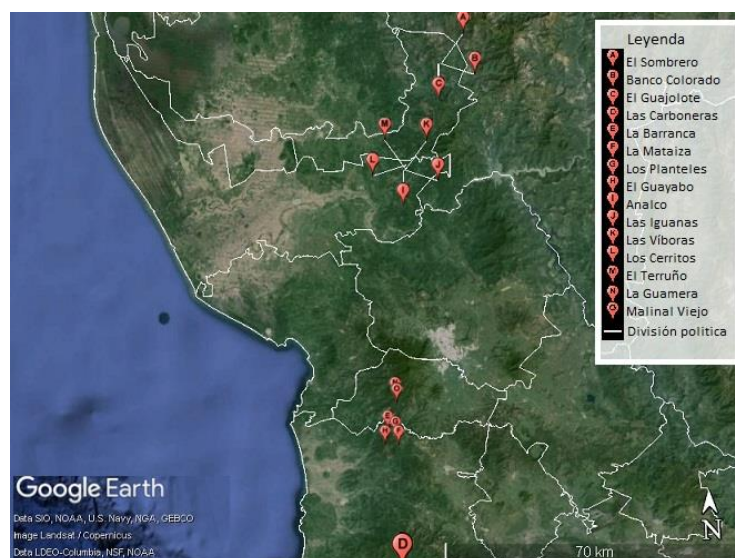 Leyenda
A El Sombrero
B Banco Colorado
C El Guajolote
D Las Carboneras
E La Barranca
F La Mataiza
G Los Planteles
H El Guayabo
I Analco
J Las Iguanas
K Las Víboras
L Los Cerritos
M El Terruño
N La Guamera
O Malinal Viejo
División politica
A
B
C
M
K
L
J
I
N
O
E
G
H
F
D
Google Earth
Data SIO, NOAA, U.S. Navy, NGA, GEBCO
Image Landsat / Copernicus
Data LDEO-Columbia, NSF, NOAA
70 km
N